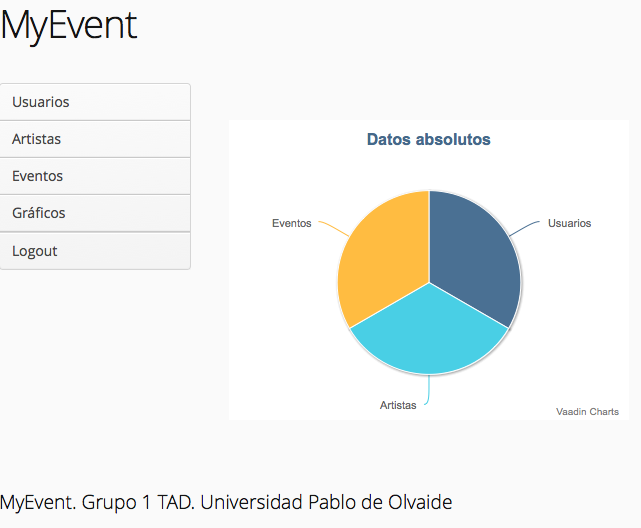 MyEvent
Usuarios
Artistas
Eventos
Gráficos
Logout
Datos absolutos
Eventos
Usuarios
Artistas
Vaadin Charts
MyEvent. Grupo 1 TAD. Universidad Pablo de Olvaide